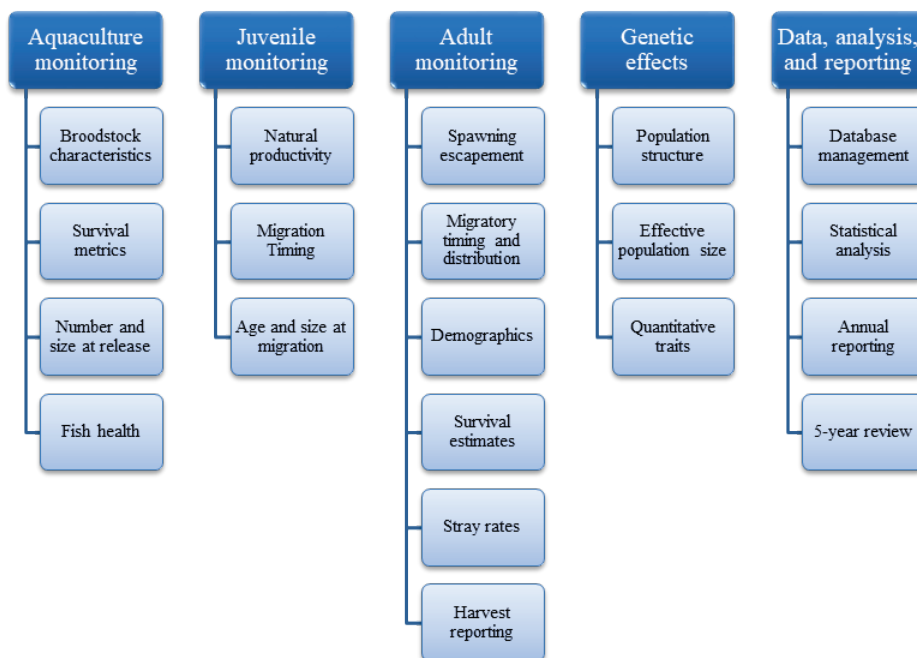 Aquaculture
monitoring
Broodstock
characteristics
Survival
metrics
Number and
size at release
Fish health
Juvenile
monitoring
Natural
productivity
Migration
Timing
Age and size at
migration
Adult
monitoring
Spawning
escapement
Migratory
timing and
distribution
Demographics
Survival
estimates
Stray rates
Harvest
reporting
Genetic
effects
Population
structure
Effective
population size
Quantitative
traits
Data, analysis,
and reporting
Database
management
Statistical
analysis
Annual
reporting
5-year review